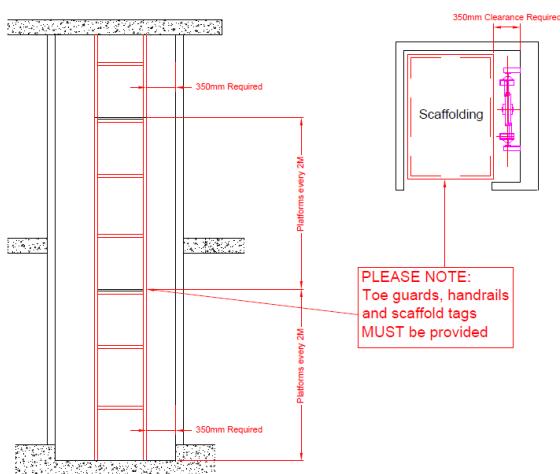 350mm Clearance Required
350mm Required
Scaffolding
Platforms every 2M
PLEASE NOTE:
Toe guards, handrails
and scaffold tags
MUST be provided
Platforms every 2M
350mm Required